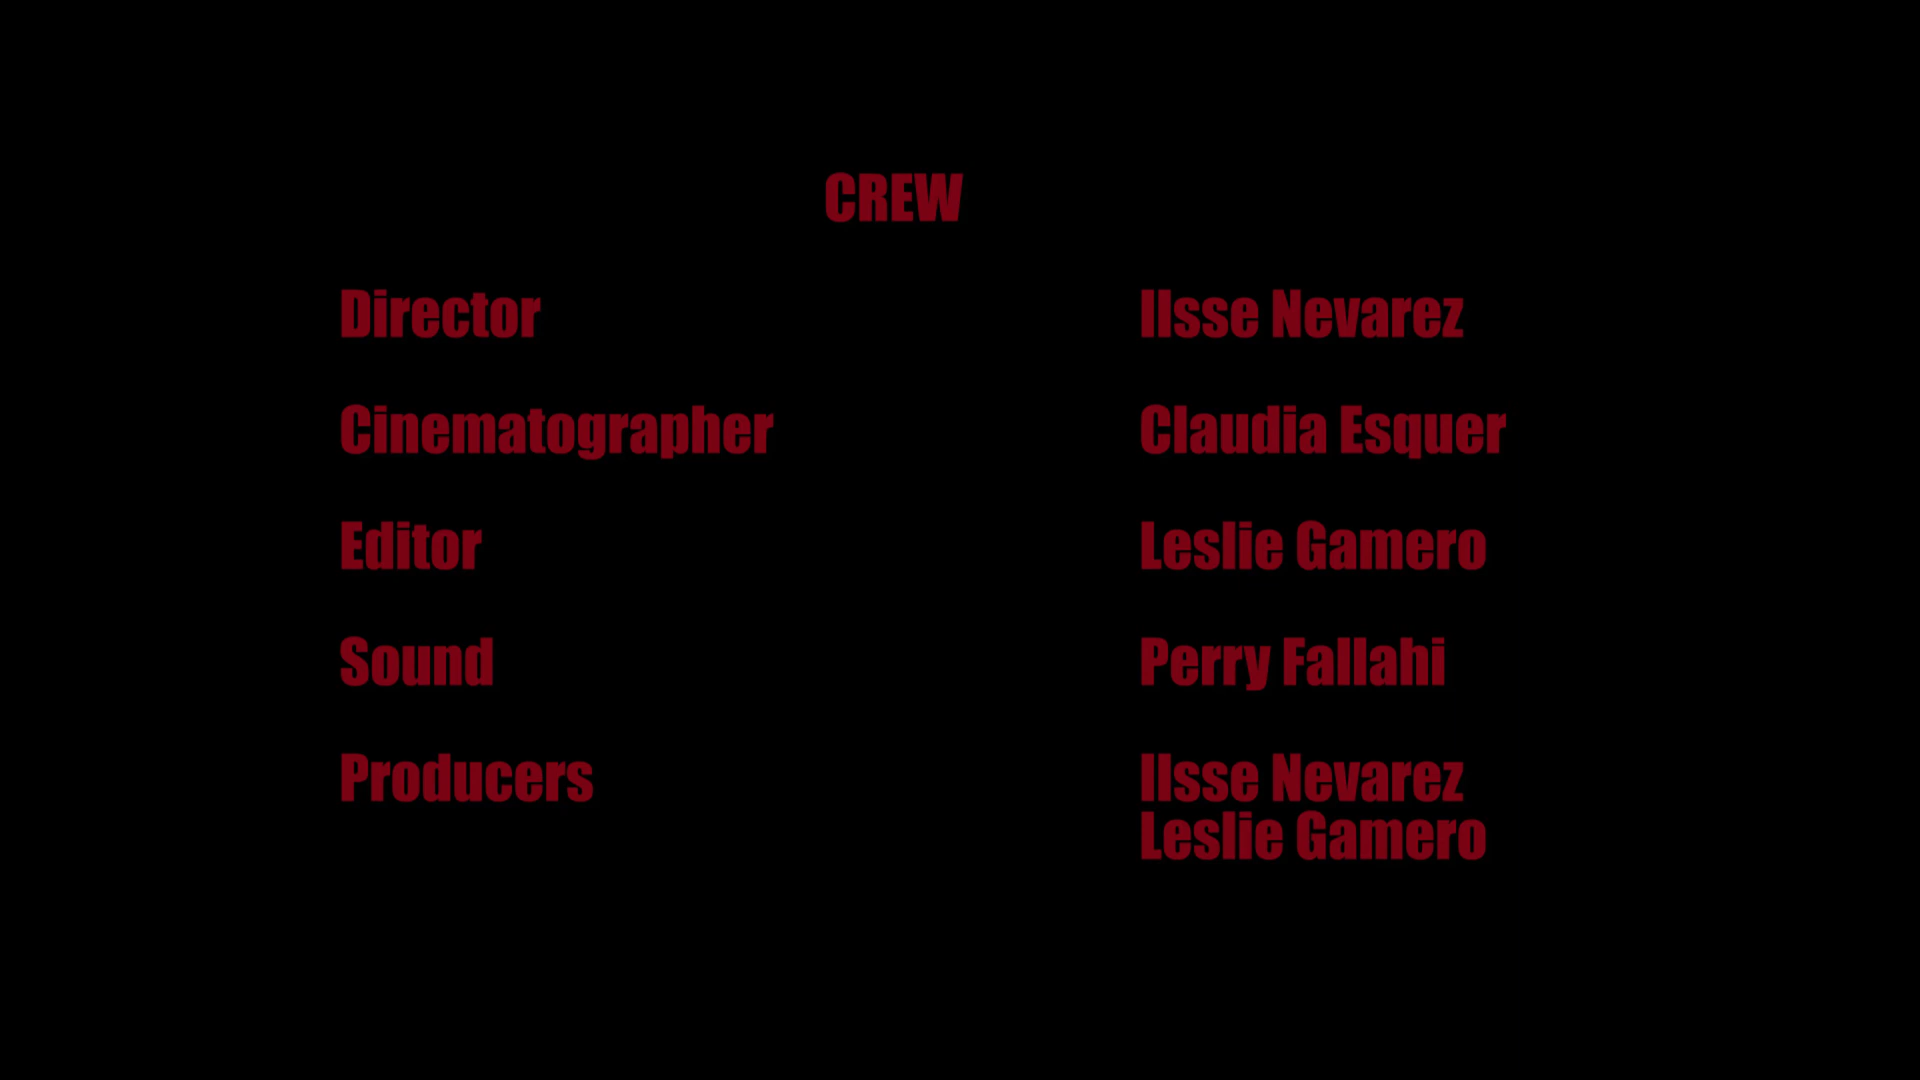 CREW
Director Ilsse Nevarez
Cinematographer Claudia Esquer
Editor Leslie Gamero
Sound Perry Fallahi
Producers Ilsse Nevarez
Leslie Gamero